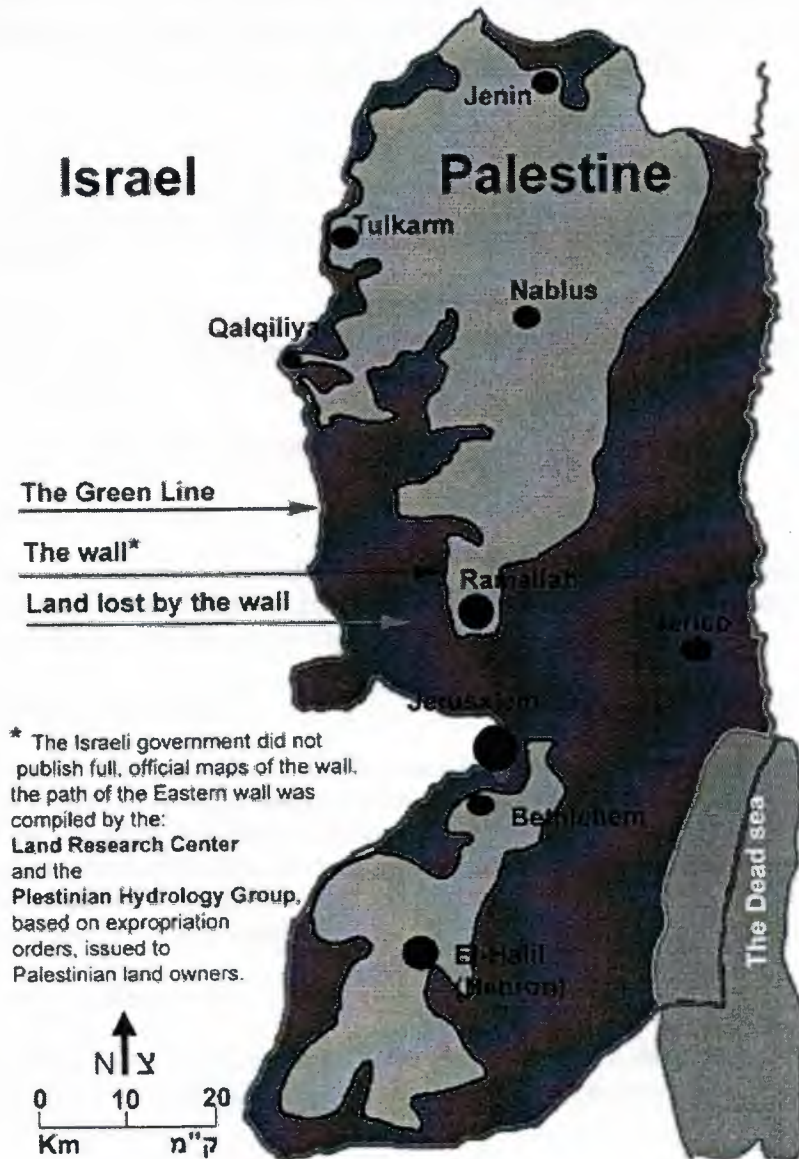 Jenin
Israel
Palestine
Tulkarm
Nablus
Qalqiliya
The Green Line
The wall*
Ramallah
Land lost by the wall
Jerico
Jerusalem
* The Israeli government did not
publish full, official maps of the wall,
the path of the Eastern wall was
compiled by the:
Land Research Center
and the
Plestinian Hydrology Group,
based on expropriation
orders, issued to
Palestinian land owners.
Bethlehem
The Dead sea
El-Halil
(Hebron)
N צ
0 10 20
Km ק"מ